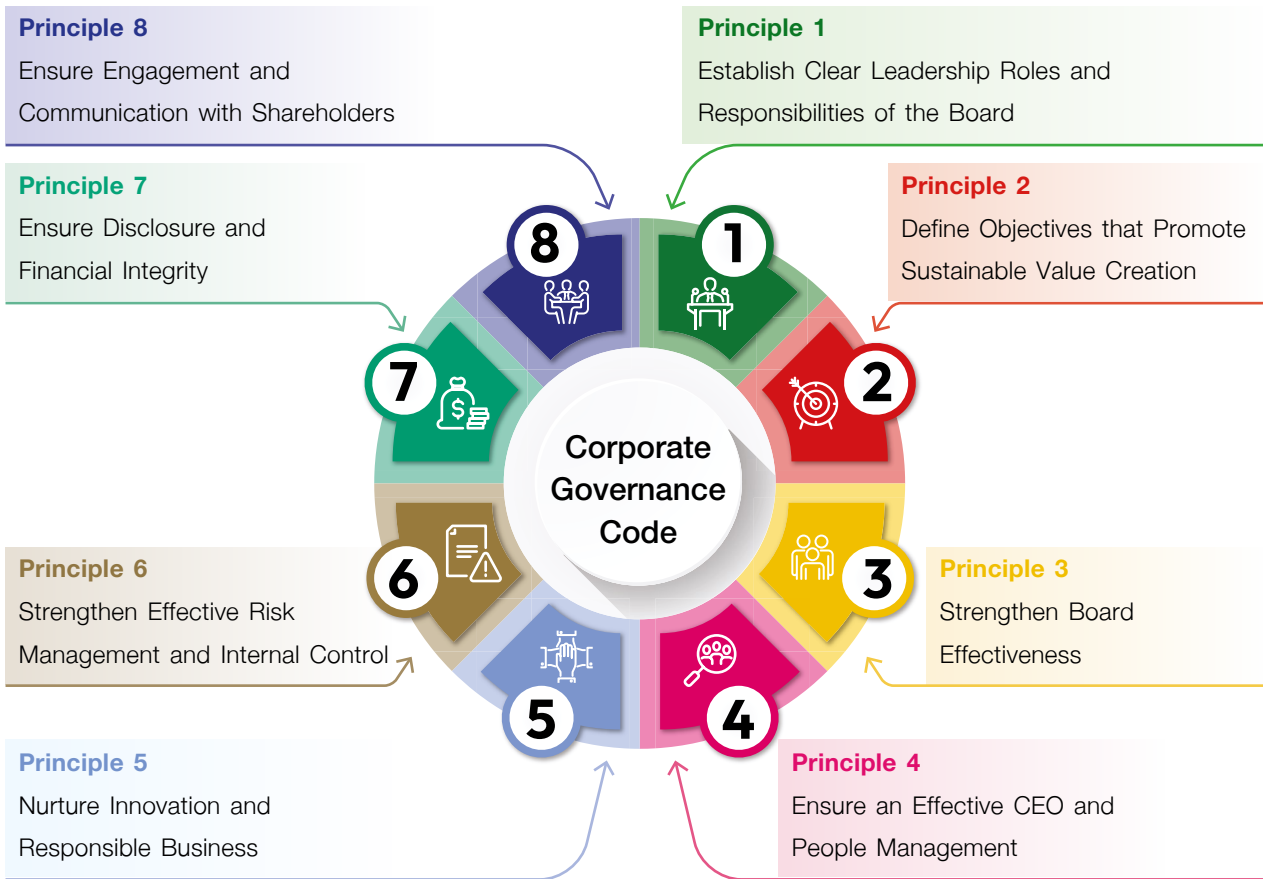 Principle 8
Ensure Engagement and
Communication with Shareholders
Principle 1
Establish Clear Leadership Roles and
Responsibilities of the Board
Principle 7
Ensure Disclosure and
Financial Integrity
Principle 2
Define Objectives that Promote
Sustainable Value Creation
8
1
7
2
$
Corporate
Governance
Code
6
3
5
4
Principle 6
Strengthen Effective Risk
Management and Internal Control
Principle 3
Strengthen Board
Effectiveness
Principle 5
Nurture Innovation and
Responsible Business
Principle 4
Ensure an Effective CEO and
People Management